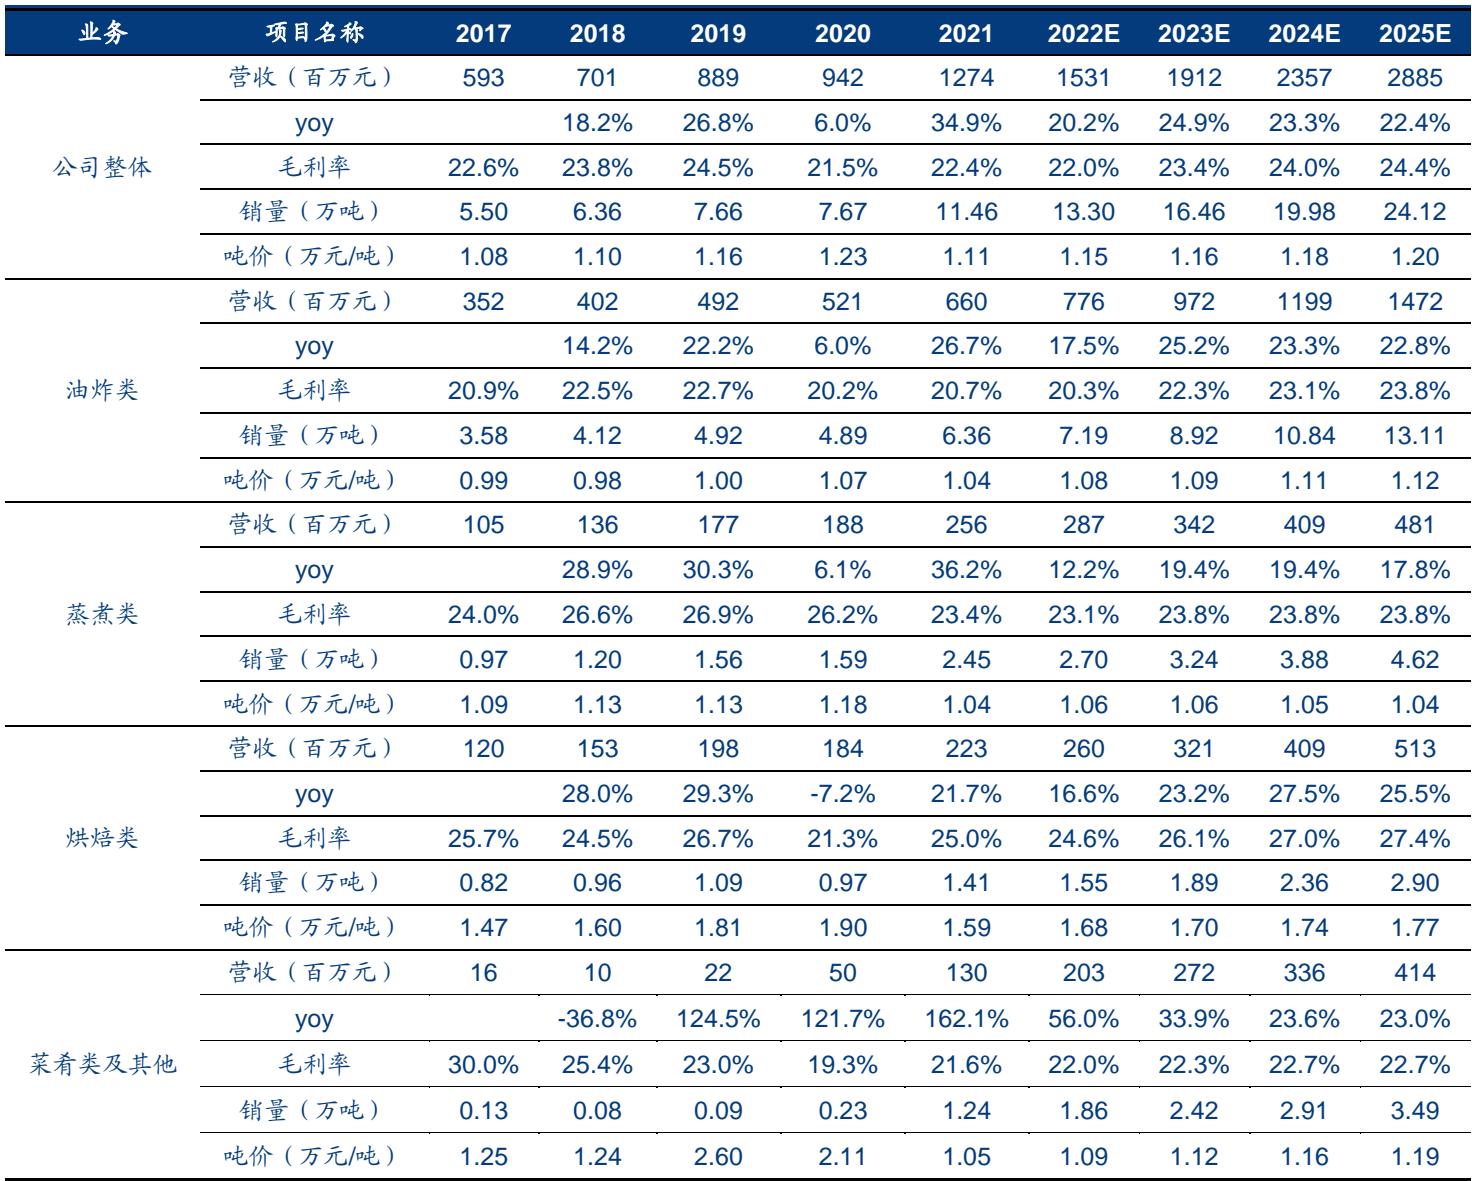 业务 项目名称 2017 2018 2019 2020 2021 2022E 2023E 2024E 2025E
营收（百万元） 593 701 889 942 1274 1531 1912 2357 2885
yoy 18.2% 26.8% 6.0% 34.9% 20.2% 24.9% 23.3% 22.4%
公司整体 毛利率 22.6% 23.8% 24.5% 21.5% 22.4% 22.0% 23.4% 24.0% 24.4%
销量（万吨） 5.50 6.36 7.66 7.67 11.46 13.30 16.46 19.98 24.12
吨价（万元/吨） 1.08 1.10 1.16 1.23 1.11 1.15 1.16 1.18 1.20
营收（百万元） 352 402 492 521 660 776 972 1199 1472
yoy 14.2% 22.2% 6.0% 26.7% 17.5% 25.2% 23.3% 22.8%
油炸类 毛利率 20.9% 22.5% 22.7% 20.2% 20.7% 20.3% 22.3% 23.1% 23.8%
销量（万吨） 3.58 4.12 4.92 4.89 6.36 7.19 8.92 10.84 13.11
吨价（万元/吨） 0.99 0.98 1.00 1.07 1.04 1.08 1.09 1.11 1.12
营收（百万元） 105 136 177 188 256 287 342 409 481
yoy 28.9% 30.3% 6.1% 36.2% 12.2% 19.4% 19.4% 17.8%
蒸煮类 毛利率 24.0% 26.6% 26.9% 26.2% 23.4% 23.1% 23.8% 23.8% 23.8%
销量（万吨） 0.97 1.20 1.56 1.59 2.45 2.70 3.24 3.88 4.62
吨价（万元/吨） 1.09 1.13 1.13 1.18 1.04 1.06 1.06 1.05 1.04
营收（百万元） 120 153 198 184 223 260 321 409 513
yoy 28.0% 29.3% -7.2% 21.7% 16.6% 23.2% 27.5% 25.5%
烘焙类 毛利率 25.7% 24.5% 26.7% 21.3% 25.0% 24.6% 26.1% 27.0% 27.4%
销量（万吨） 0.82 0.96 1.09 0.97 1.41 1.55 1.89 2.36 2.90
吨价（万元/吨） 1.47 1.60 1.81 1.90 1.59 1.68 1.70 1.74 1.77
营收（百万元） 16 10 22 50 130 203 272 336 414
yoy -36.8% 124.5% 121.7% 162.1% 56.0% 33.9% 23.6% 23.0%
菜肴类及其他 毛利率 30.0% 25.4% 23.0% 19.3% 21.6% 22.0% 22.3% 22.7% 22.7%
销量（万吨） 0.13 0.08 0.09 0.23 1.24 1.86 2.42 2.91 3.49
吨价（万元/吨） 1.25 1.24 2.60 2.11 1.05 1.09 1.12 1.16 1.19